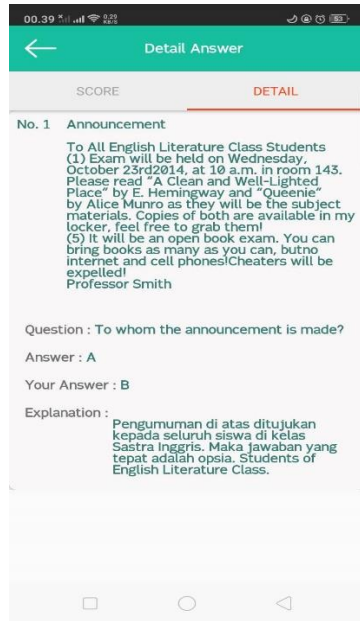 00.39 0.29 KB/S 50
Detail Answer
SCORE DETAIL
No. 1 Announcement
To All English Literature Class Students
(1) Exam will be held on Wednesday,
October 23rd2014, at 10 a.m. in room 143.
Please read "A Clean and Well-Lighted
Place" by E. Hemingway and "Queenie"
by Alice Munro as they will be the subject
materials. Copies of both are available in my
locker, feel free to grab them!
(5) It will be an open book exam. You can
bring books as many as you can, butno
internet and cell phones!Cheaters will be
expelled!
Professor Smith
Question : To whom the announcement is made?
Answer : A
Your Answer : B
Explanation :
Pengumuman di atas ditujukan
kepada seluruh siswa di kelas
Sastra Inggris. Maka jawaban yang
tepat adalah opsia. Students of
English Literature Class.